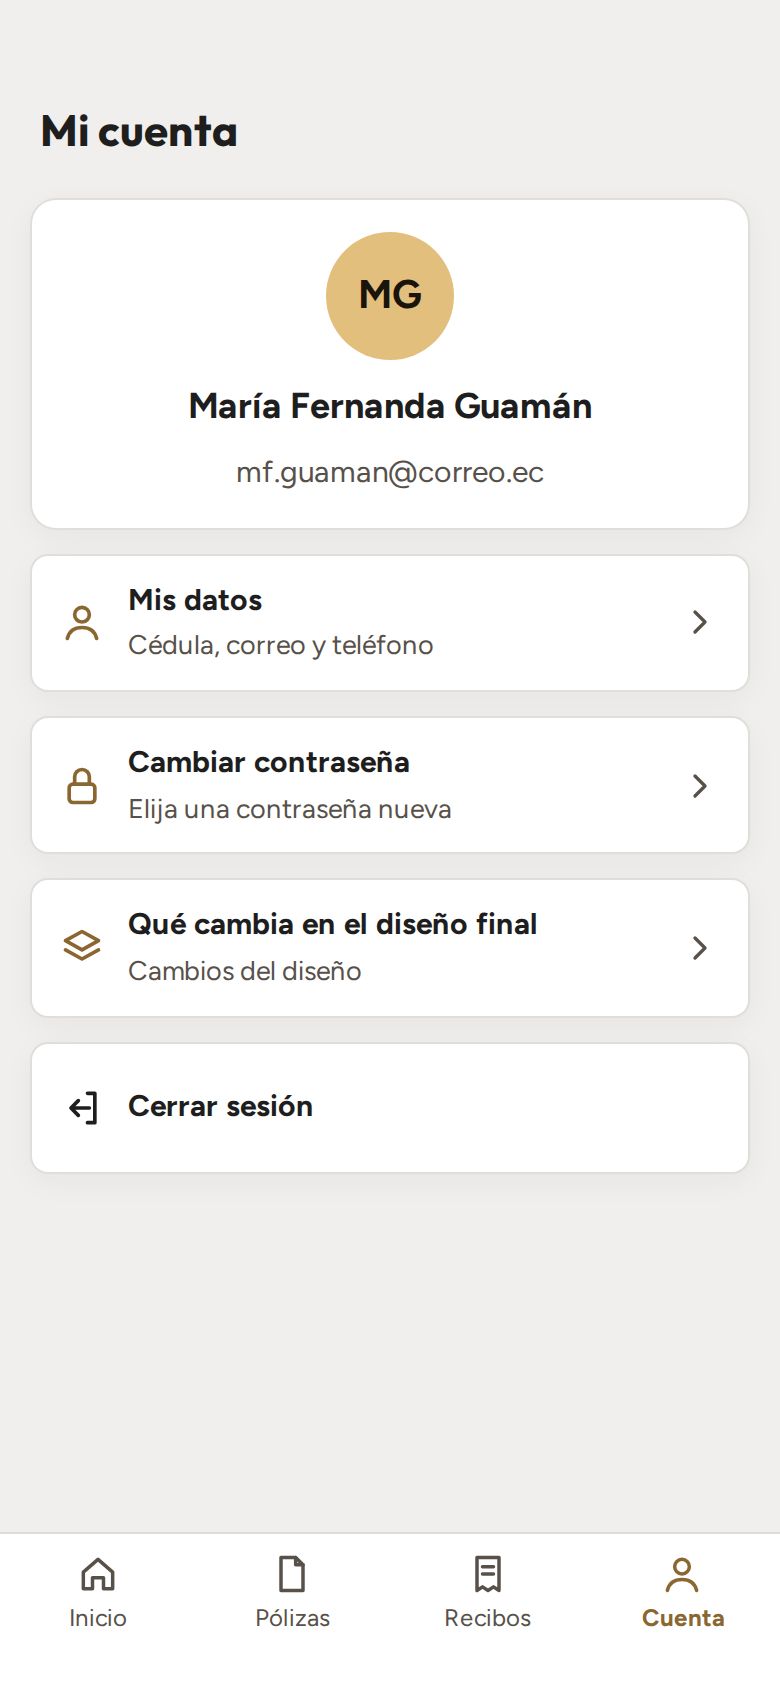 Mi cuenta
MG
María Fernanda Guamán
mf.guaman@correo.ec
Mis datos
Cédula, correo y teléfono
Cambiar contraseña
Elija una contraseña nueva
Qué cambia en el diseño final
Cambios del diseño
Cerrar sesión
Inicio
Pólizas
Recibos
Cuenta